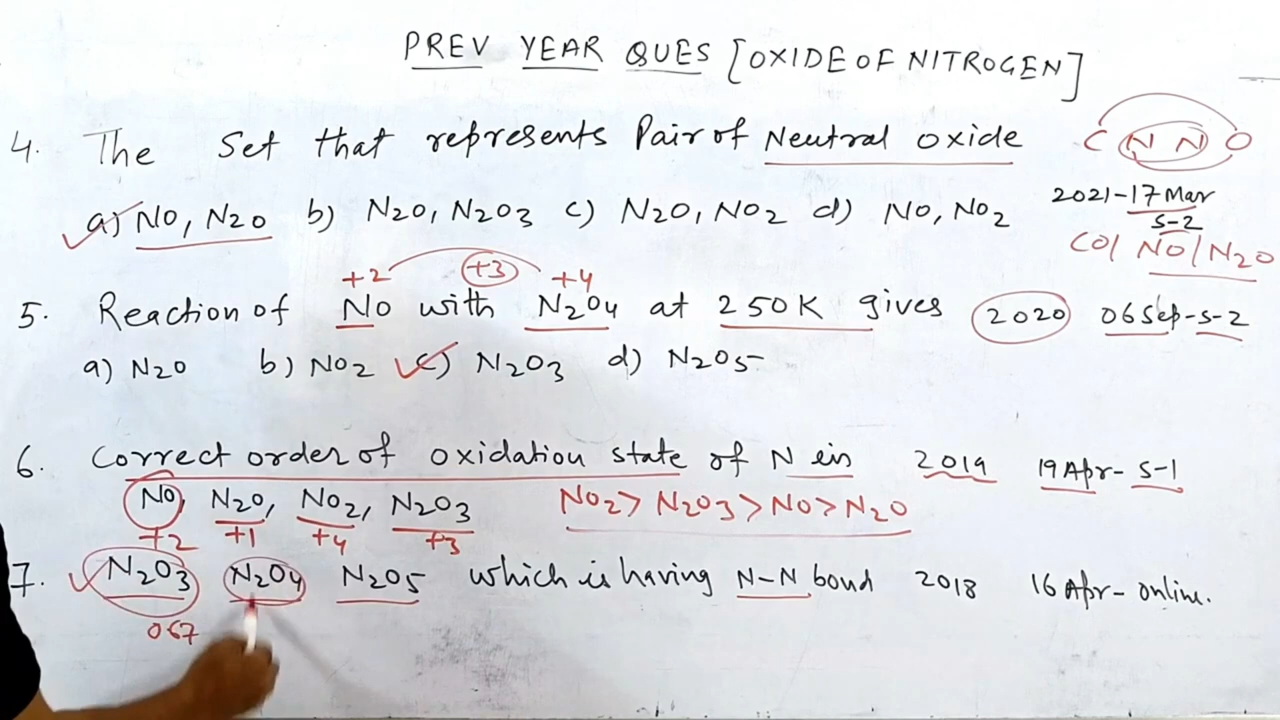 PREV YEAR QUES [OXIDE OF NITROGEN]
4. The Set that represents Pair of Neutral oxide C N N O
a) NO, N2O b) N2O, N2O3 c) N2O, NO2 d) NO, NO2 2021-17 Mar
S-2
CO/ NO/N2O
+2 +3 +4
5. Reaction of NO with N2O4 at 250K gives 2020 06 Sep-S-2
a) N2O b) NO2 c) N2O3 d) N2O5
6. Correct order of oxidation state of N in 2019 19 Apr-S-1
NO, N2O, NO2, N2O3 NO2 > N2O3 > NO > N2O
+2 +1 +4 +3
7. N2O3 N2O4 N2O5 which is having N-N bond 2018 16 Apr-online.
067